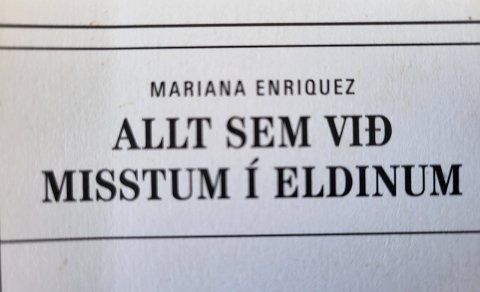 MARIANA ENRIQUEZ
ALLT SEM VIÐ
MISSTUM Í ELDINUM